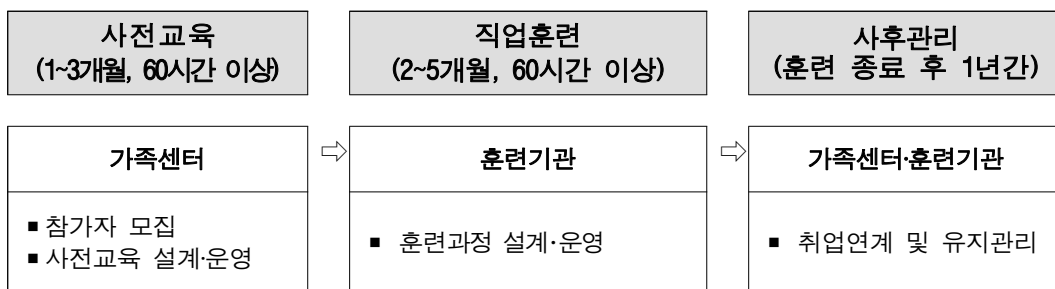 사전교육
(1~3개월, 60시간 이상)
직업훈련
(2~5개월, 60시간 이상)
사후관리
(훈련 종료 후 1년간)
가족센터
⇨
훈련기관
⇨
가족센터·훈련기관
▪ 참가자 모집
▪ 사전교육 설계·운영
▪ 훈련과정 설계·운영
▪ 취업연계 및 유지관리